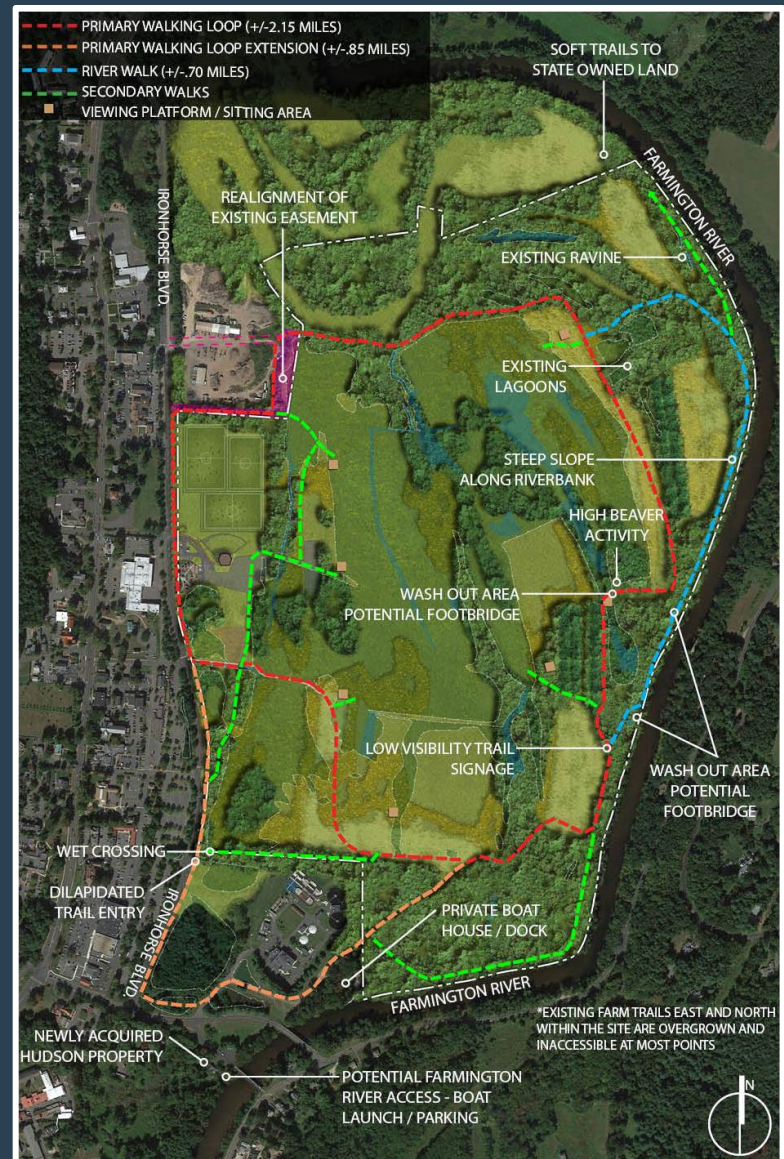 PRIMARY WALKING LOOP (+/-2.15 MILES)
PRIMARY WALKING LOOP EXTENSION (+/-.85 MILES)
RIVER WALK (+/-.70 MILES)
SECONDARY WALKS
VIEWING PLATFORM / SITTING AREA
SOFT TRAILS TO
STATE OWNED LAND
FARMINGTON RIVER
IRONHORSE BLVD.
REALIGNMENT OF
EXISTING EASEMENT
EXISTING RAVINE
EXISTING
LAGOONS
STEEP SLOPE
ALONG RIVERBANK
HIGH BEAVER
ACTIVITY
WASH OUT AREA
POTENTIAL FOOTBRIDGE
LOW VISIBILITY TRAIL
SIGNAGE
WASH OUT AREA
POTENTIAL
FOOTBRIDGE
WET CROSSING
DILAPIDATED
TRAIL ENTRY
IRONHORSE BLVD.
PRIVATE BOAT
HOUSE / DOCK
FARMINGTON RIVER
*EXISTING FARM TRAILS EAST AND NORTH
WITHIN THE SITE ARE OVERGROWN AND
INACCESSIBLE AT MOST POINTS
NEWLY ACQUIRED
HUDSON PROPERTY
POTENTIAL FARMINGTON
RIVER ACCESS - BOAT
LAUNCH / PARKING
N